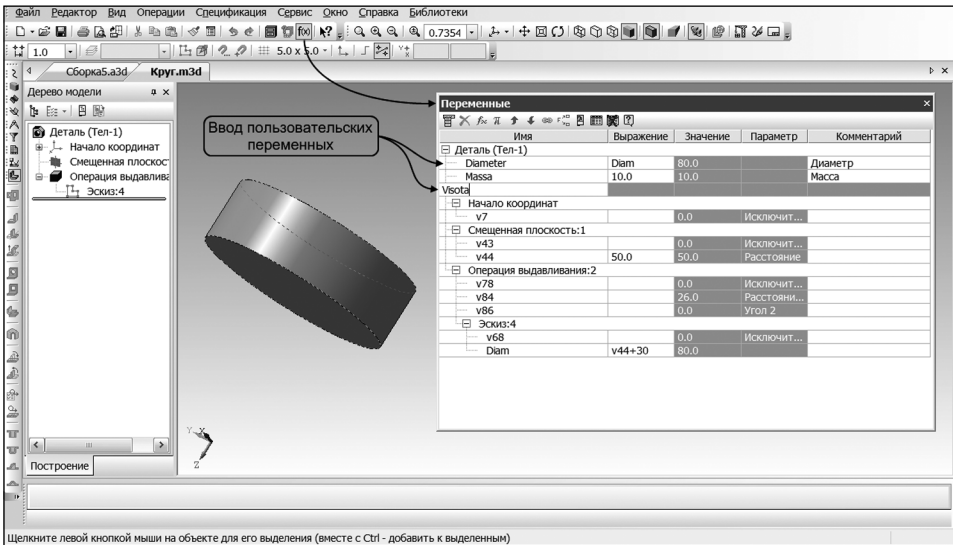 Файл Редактор Вид Операции Спецификация Сервис Окно Справка Библиотеки
f(x) 0.7354
1.0 5.0 x 5.0
Сборка5.a3d Круг.m3d
Дерево модели
Деталь (Тел-1)
Начало координат
Смещенная плоскост
Операция выдавлива
Эскиз:4
Построение
Ввод пользовательских
переменных
Переменные
Имя Выражение Значение Параметр Комментарий
Деталь (Тел-1)
Diameter Diam 80.0 Диаметр
Massa 10.0 10.0 Масса
Visota
Начало координат
v7 0.0 Исключит...
Смещенная плоскость:1
v43 0.0 Исключит...
v44 50.0 50.0 Расстояние
Операция выдавливания:2
v78 0.0 Исключит...
v84 26.0 Расстояни...
v86 0.0 Угол 2
Эскиз:4
v68 0.0 Исключит...
Diam v44+30 80.0
Y X
Z
Щелкните левой кнопкой мыши на объекте для его выделения (вместе с Ctrl - добавить к выделенным)